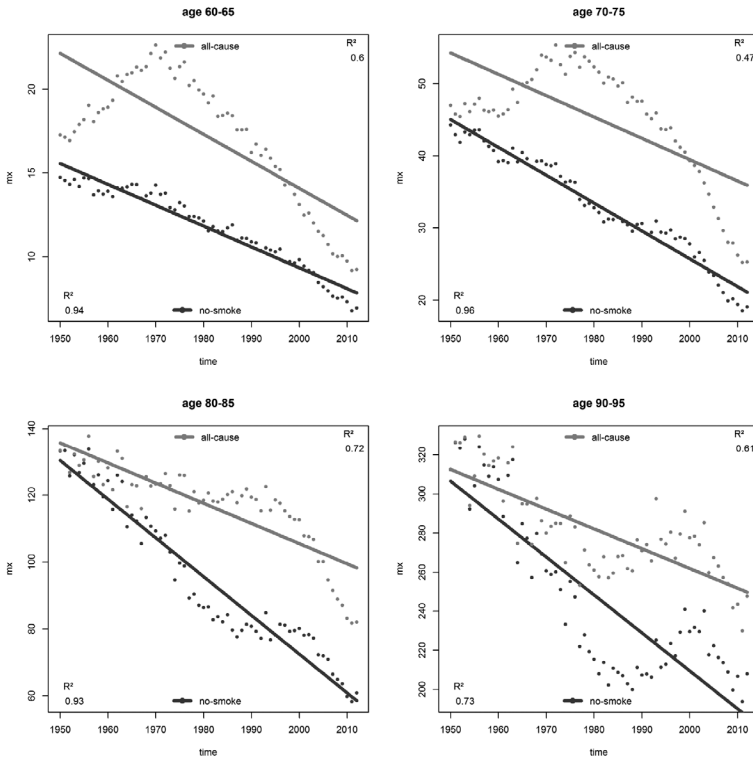 age 60-65
all-cause
R²
0.6
mx
20
15
10
R²
0.94
no-smoke
1950 1960 1970 1980 1990 2000 2010
time
age 70-75
all-cause
R²
0.47
mx
50
40
30
20
R²
0.96
no-smoke
1950 1960 1970 1980 1990 2000 2010
time
age 80-85
all-cause
R²
0.72
mx
140
120
100
80
60
R²
0.93
no-smoke
1950 1960 1970 1980 1990 2000 2010
time
age 90-95
all-cause
R²
0.61
mx
320
300
280
260
240
220
200
R²
0.73
no-smoke
1950 1960 1970 1980 1990 2000 2010
time